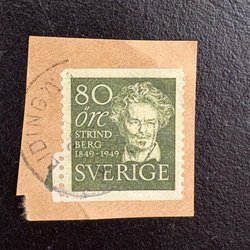 80
öre
STRIND
BERG
1849-1949
SVERIGE